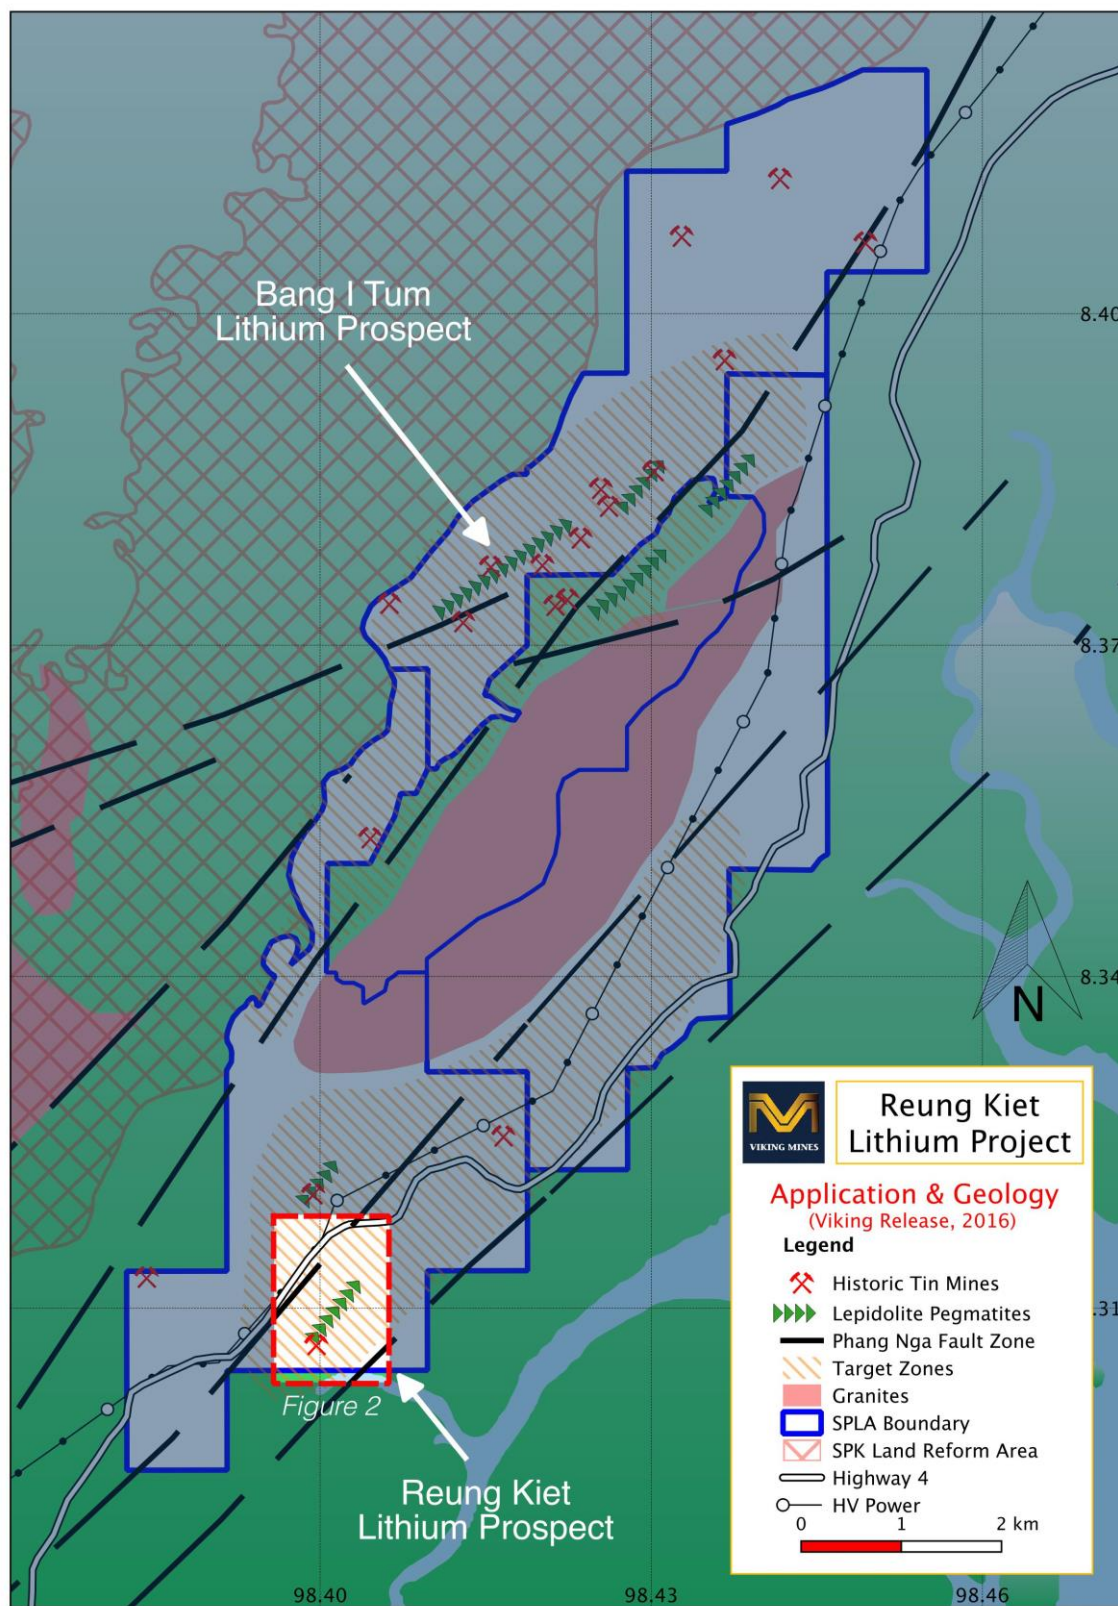 Bang I Tum
Lithium Prospect
8.40
8.37
8.34
8.31
N
Figure 2
Reung Kiet
Lithium Prospect
98.40
98.43
98.46
VIKING MINES
Reung Kiet
Lithium Project
Application & Geology
(Viking Release, 2016)
Legend
Historic Tin Mines
Lepidolite Pegmatites
Phang Nga Fault Zone
Target Zones
Granites
SPLA Boundary
SPK Land Reform Area
Highway 4
HV Power
0 1 2 km